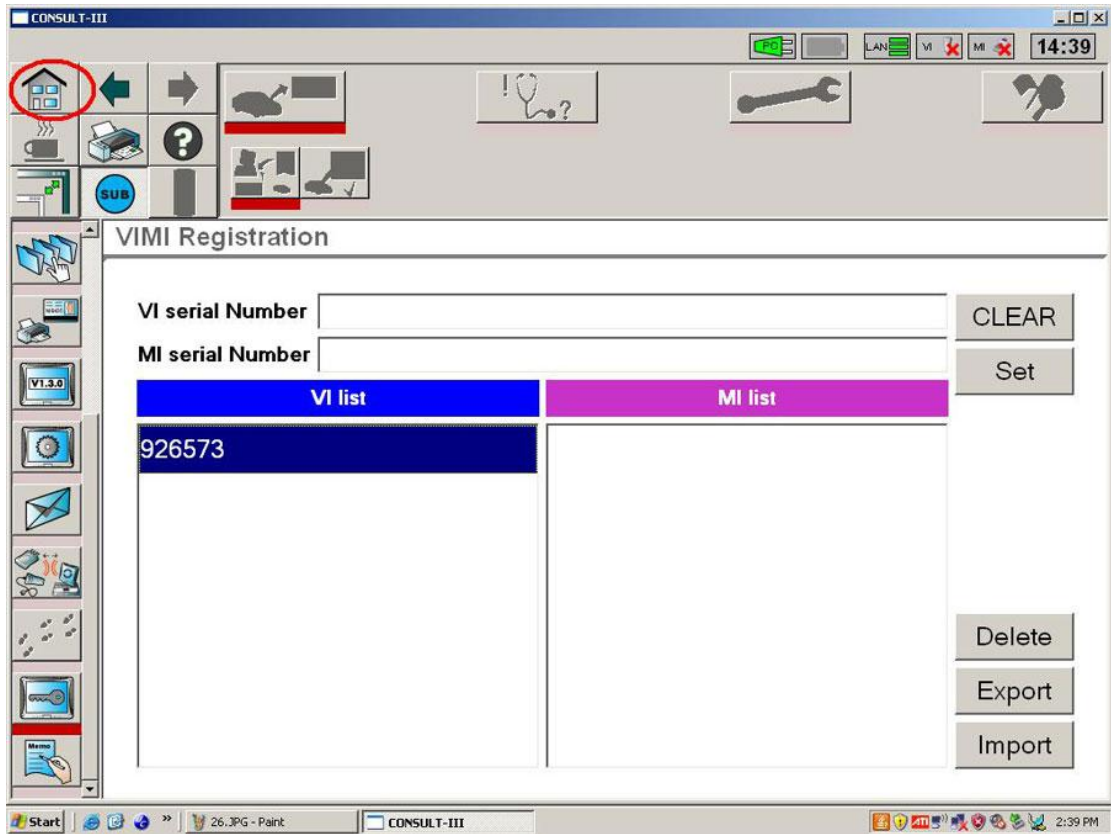 CONSULT-III
PC
LAN
VI
MI
14:39
! ?
?
SUB
VIMI Registration
VI serial Number
CLEAR
MI serial Number
Set
V1.3.0
VI list
MI list
926573
Delete
Export
Import
Memo
Start
»
26.JPG - Paint
CONSULT-III
ATI
2:39 PM